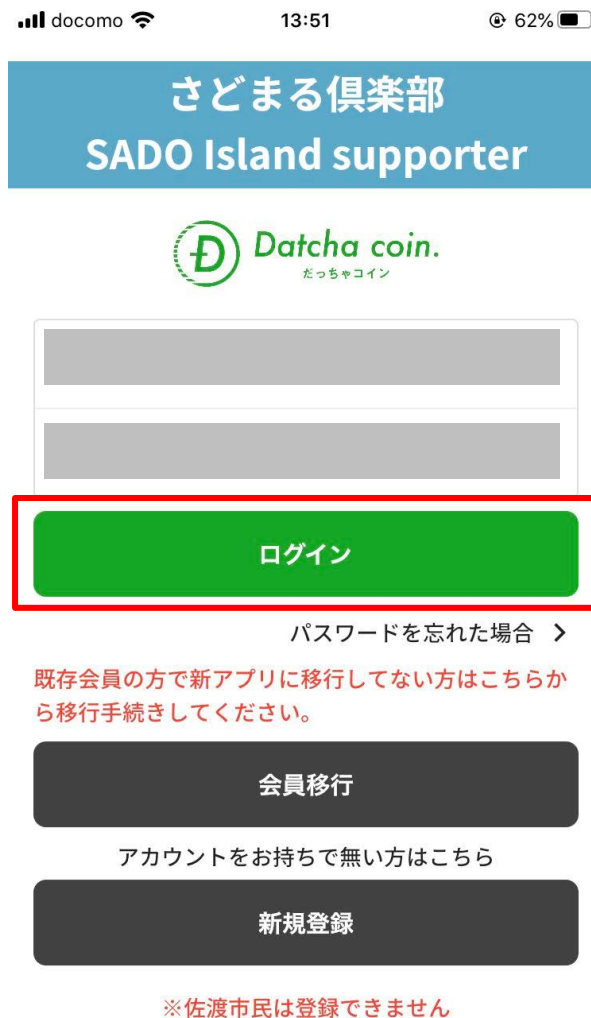 docomo 13:51 62%
さどまる倶楽部
SADO Island supporter
Đ Datcha coin.
だっちゃコイン
ログイン
パスワードを忘れた場合 >
既存会員の方で新アプリに移行してない方はこちらか
ら移行手続きしてください。
会員移行
アカウントをお持ちで無い方はこちら
新規登録
※佐渡市民は登録できません